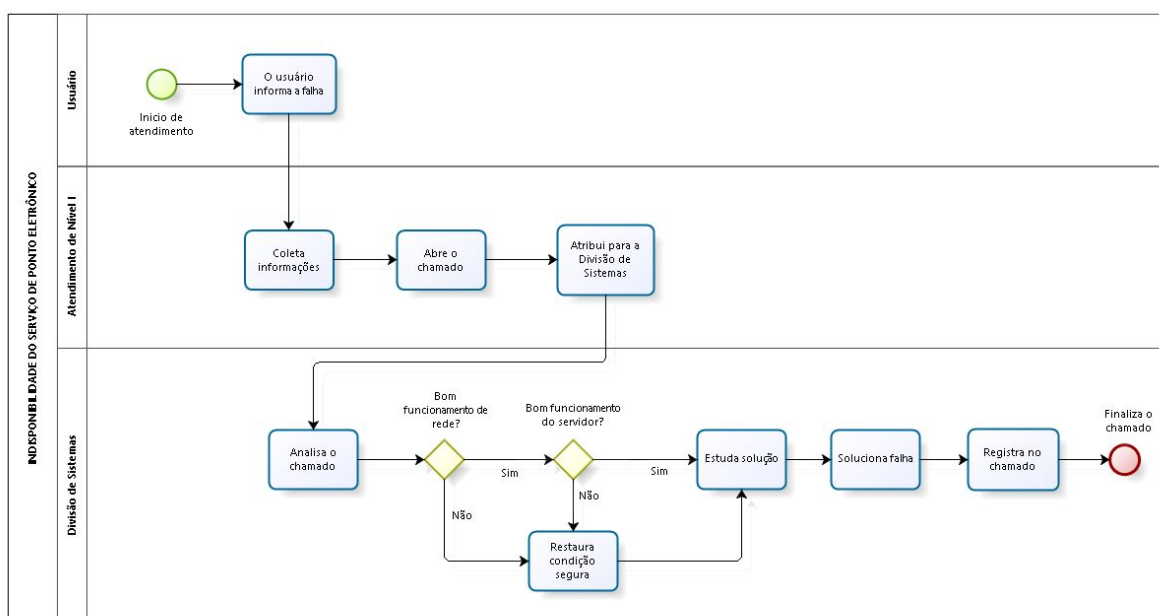 INDISPONIBILIDADE DO SERVIÇO DE PONTO ELETRÔNICO
Usuário
Inicio de
atendimento
O usuário
informa a falha
Atendimento de Nível I
Coleta
informações
Abre o
chamado
Atribui para a
Divisão de
Sistemas
Divisão de Sistemas
Analisa o
chamado
Bom
funcionamento de
rede?
Sim
Não
Bom funcionamento
do servidor?
Sim
Não
Restaura
condição
segura
Estuda solução
Soluciona falha
Registra no
chamado
Finaliza o
chamado